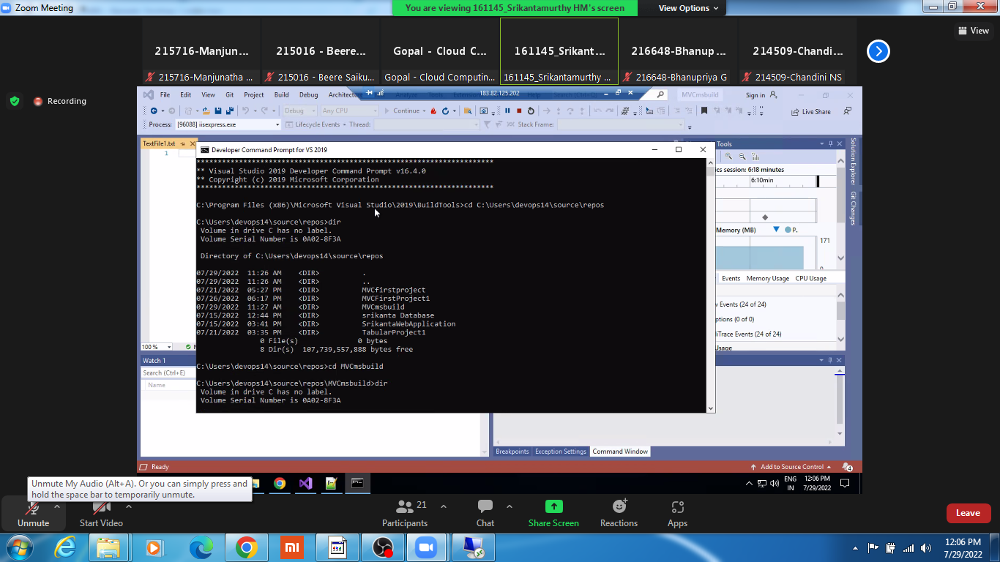 Zoom Meeting
You are viewing 161145_Srikantamurthy HM's screen
View Options
215716-Manjun...
215016 - Beere...
Gopal - Cloud C...
161145_Srikant...
216648-Bhanup ...
214509-Chandi...
View
215716-Manjunatha ...
215016 - Beere Saiku...
Gopal - Cloud Computin...
161145_Srikantamurthy ...
216648-Bhanupriya G
214509-Chandini NS
Recording
File Edit View Git Project Build Debug Architectu
183.82.125.202
MVCmsbuild
Sign in
Debug
Any CPU
Continue
Live Share
Process: [96088] iisexpress.exe
Lifecycle Events
Thread:
Stack Frame:
TextFile1.txt
1
Tools
Developer Command Prompt for VS 2019
**********************************************************************
** Visual Studio 2019 Developer Command Prompt v16.4.0
** Copyright (c) 2019 Microsoft Corporation
**********************************************************************
C:\Program Files (x86)\Microsoft Visual Studio\2019\BuildTools>cd C:\Users\devops14\source\repos
C:\Users\devops14\source\repos>dir
Volume in drive C has no label.
Volume Serial Number is 0A02-8F3A
Directory of C:\Users\devops14\source\repos
07/29/2022 11:26 AM <DIR> .
07/29/2022 11:26 AM <DIR> ..
07/21/2022 05:27 PM <DIR> MVCfirstproject
07/26/2022 06:17 PM <DIR> MVCFirstProject1
07/29/2022 11:27 AM <DIR> MVCmsbuild
07/15/2022 12:44 PM <DIR> srikanta Database
07/15/2022 03:41 PM <DIR> SrikantaWebApplication
07/21/2022 03:35 PM <DIR> TabularProject1
0 File(s) 0 bytes
8 Dir(s) 107,739,557,888 bytes free
C:\Users\devops14\source\repos>cd MVCmsbuild
C:\Users\devops14\source\repos\MVCmsbuild>dir
Volume in drive C has no label.
Volume Serial Number is 0A02-8F3A
cs session: 6:18 minutes
6:10min
Memory (MB)
P.
171
0
Events Memory Usage CPU Usage
v Events (24 of 24)
ptions (0 of 0)
liTrace Events (24 of 24)
Usage
Solution Explorer
Git Changes
100 %
Watch 1
Search (Ctrl+E)
Name
Breakpoints Exception Settings Command Window
Ready
Add to Source Control
4
ENG
IN
12:06 PM
7/29/2022
Unmute My Audio (Alt+A). Or you can simply press and
hold the space bar to temporarily unmute.
Unmute
Start Video
21
Participants
Chat
Share Screen
Reactions
Apps
Leave
12:06 PM
7/29/2022